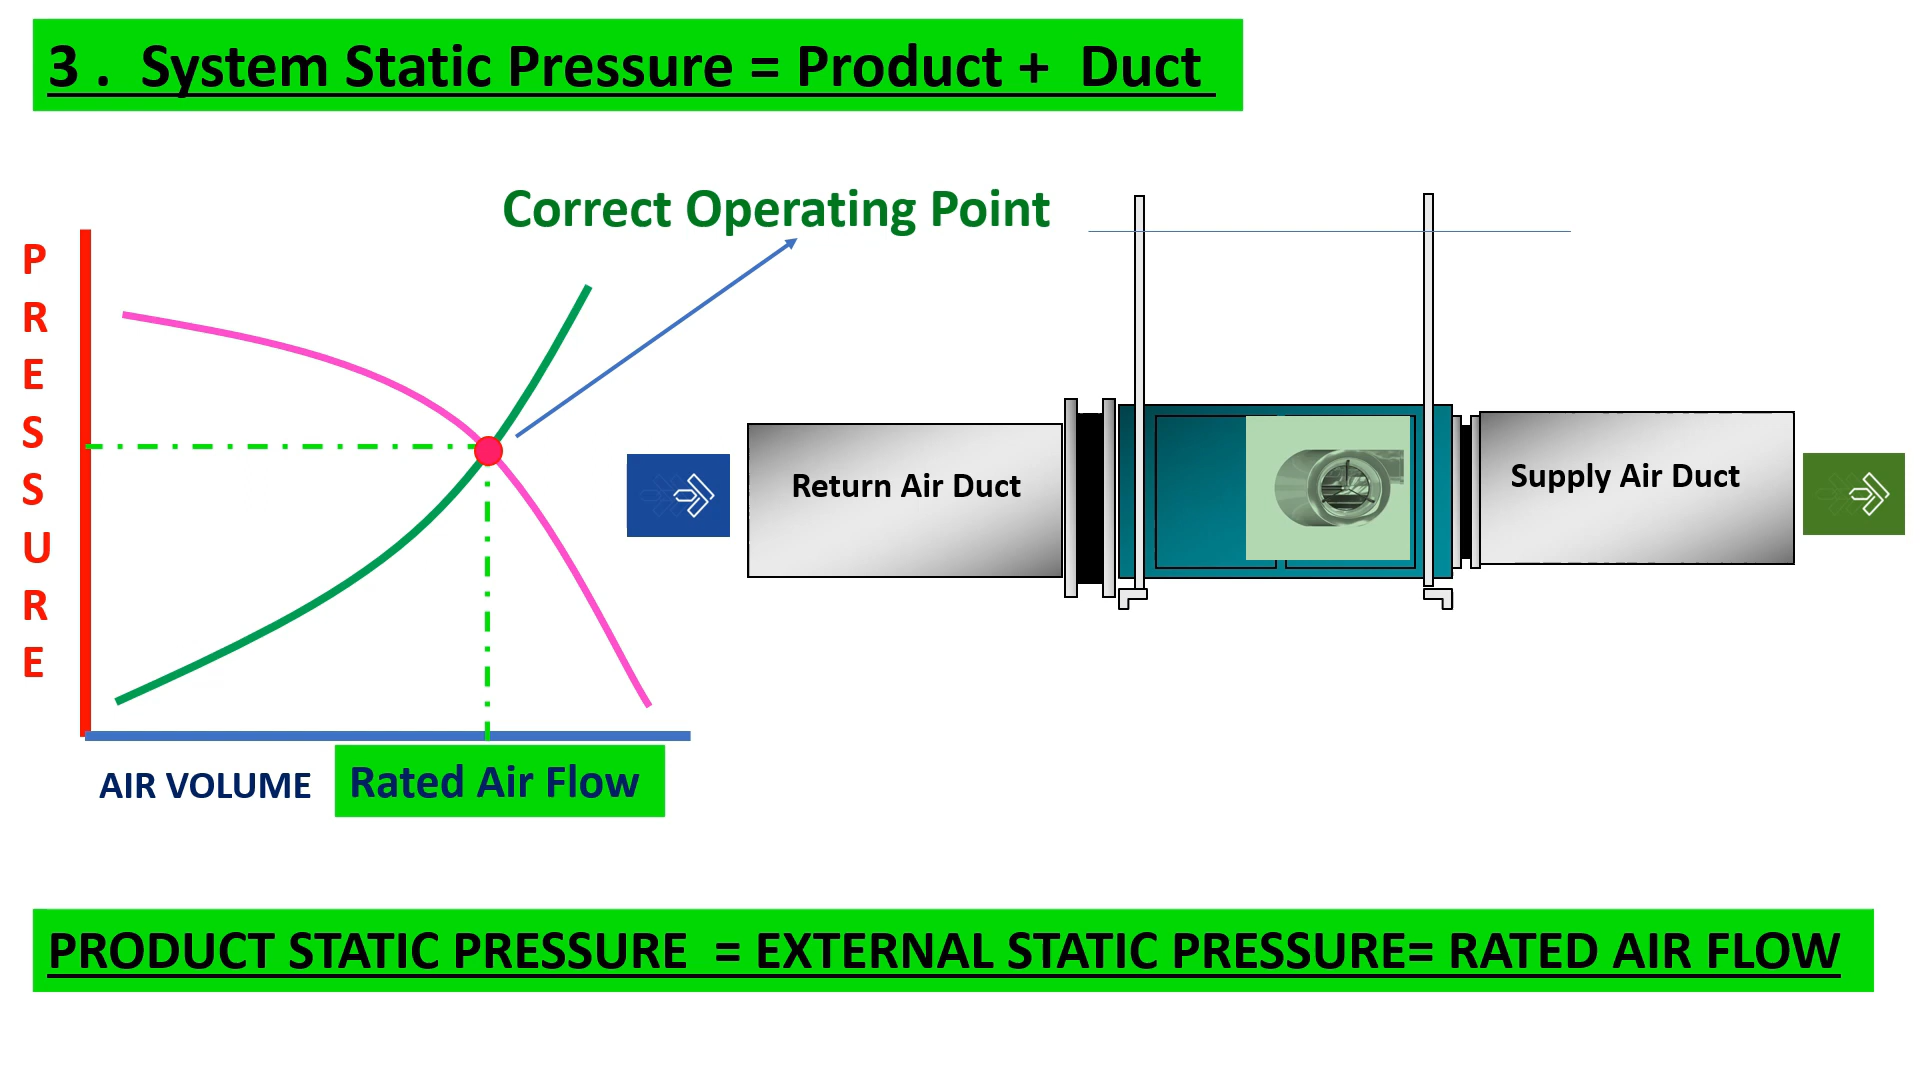 3 .  System Static Pressure = Product +  Duct
Correct Operating Point
P
R
E
S
S
U
R
E
Return Air Duct
Supply Air Duct
AIR VOLUME
Rated Air Flow
PRODUCT STATIC PRESSURE  = EXTERNAL STATIC PRESSURE= RATED AIR FLOW